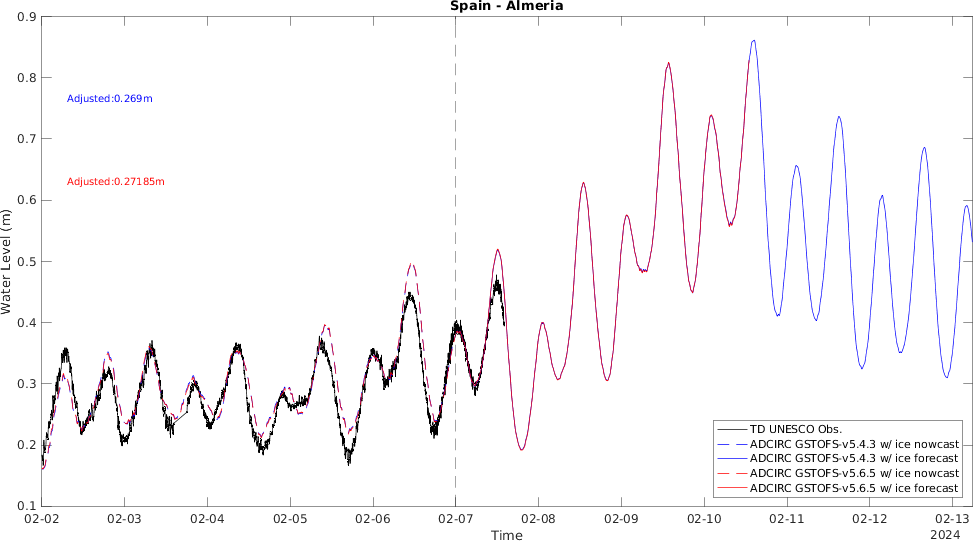 Spain - Almeria
0.9
0.8
0.7
0.6
0.5
0.4
0.3
0.2
0.1
Water Level (m)
Adjusted:0.269m
Adjusted:0.27185m
TD UNESCO Obs.
ADCIRC GSTOFS-v5.4.3 w/ ice nowcast
ADCIRC GSTOFS-v5.4.3 w/ ice forecast
ADCIRC GSTOFS-v5.6.5 w/ ice nowcast
ADCIRC GSTOFS-v5.6.5 w/ ice forecast
02-02 02-03 02-04 02-05 02-06 02-07 02-08 02-09 02-10 02-11 02-12 02-13
2024
Time